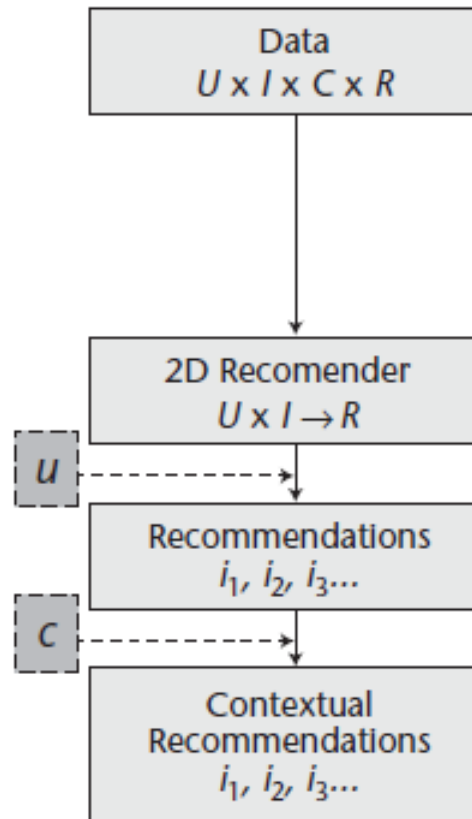 Data
U x I x C x R
2D Recomender
U x I → R
u
Recommendations
i₁, i₂, i₃...
c
Contextual
Recommendations
i₁, i₂, i₃...